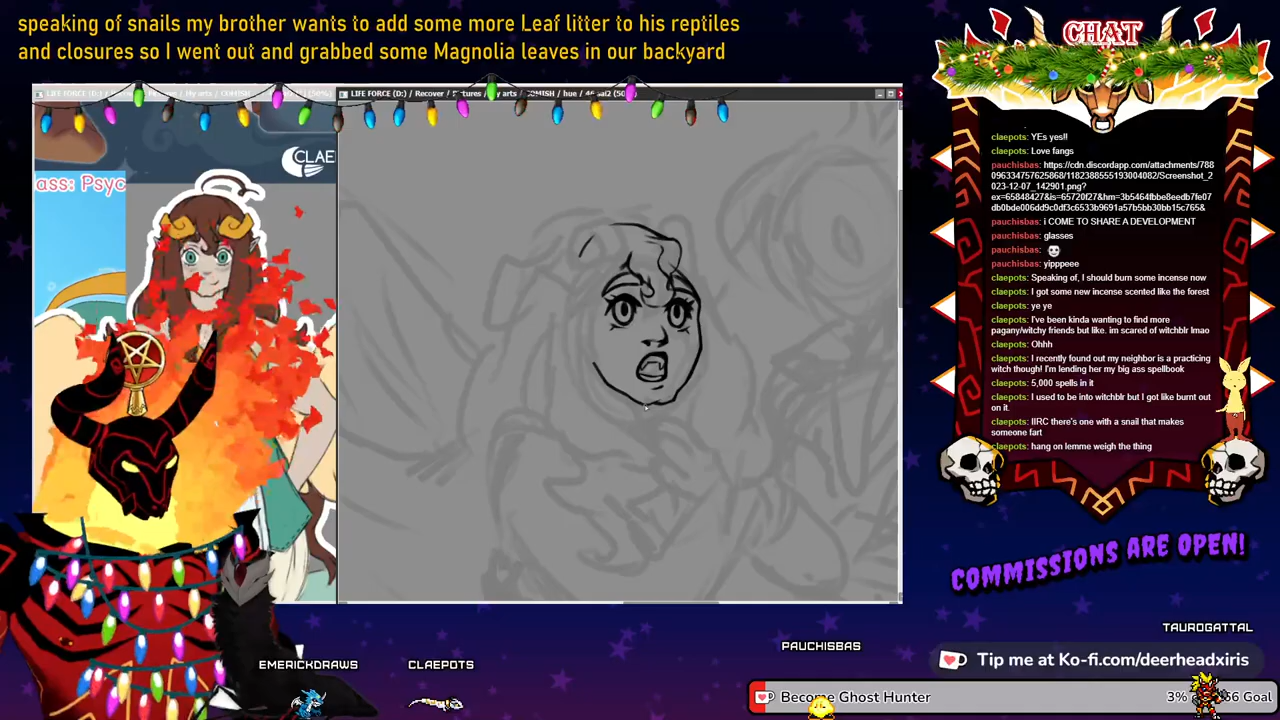 speaking of snails my brother wants to add some more Leaf litter to his reptiles
and closures so I went out and grabbed some Magnolia leaves in our backyard
LIFE FORCE (D:) / Recover / Pictures / My arts / COMISH / hue /
CLAE
ass: Psyc
CHAT
claepots: YEs yes!!
claepots: Love fangs
pauchisbas: https://cdn.discordapp.com/attachments/788
096334757625868/1182388555193004082/Screenshot_2
023-12-07_142901.png?
ex=65848427&is=65720f27&hm=3b5464fbbe8eedb7fe07
db0bde006dd9c0df3c6533b9691a57b5bb30bb15c765&
pauchisbas: i COME TO SHARE A DEVELOPMENT
pauchisbas: glasses
pauchisbas:
pauchisbas: yipppeee
claepots: Speaking of, I should burn some incense now
claepots: I got some new incense scented like the forest
claepots: ye ye
claepots: I've been kinda wanting to find more
pagany/witchy friends but like. im scared of witchblr lmao
claepots: Ohhh
claepots: I recently found out my neighbor is a practicing
witch though! I'm lending her my big ass spellbook
claepots: 5,000 spells in it
claepots: I used to be into witchblr but I got like burnt out
on it.
claepots: IIRC there's one with a snail that makes
someone fart
claepots: hang on lemme weigh the thing
COMMISSIONS ARE OPEN!
TAUROGATTAL
PAUCHISBAS
EMERICKDRAWS
CLAEPOTS
Tip me at Ko-fi.com/deerheadxiris
Become Ghost Hunter
3%
Goal